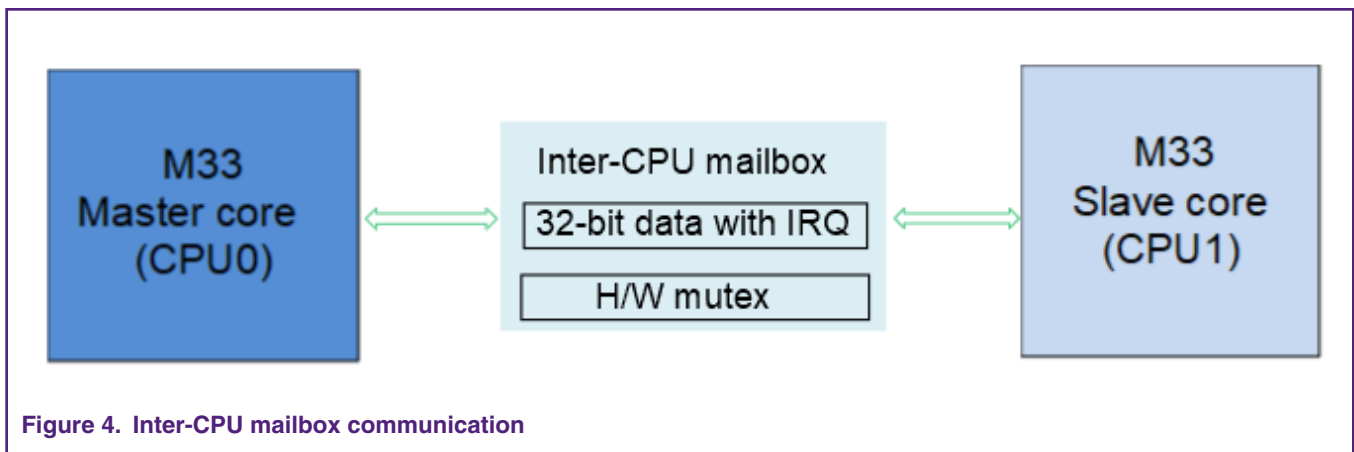 M33
Master core
(CPU0)
Inter-CPU mailbox
32-bit data with IRQ
H/W mutex
M33
Slave core
(CPU1)
Figure 4. Inter-CPU mailbox communication